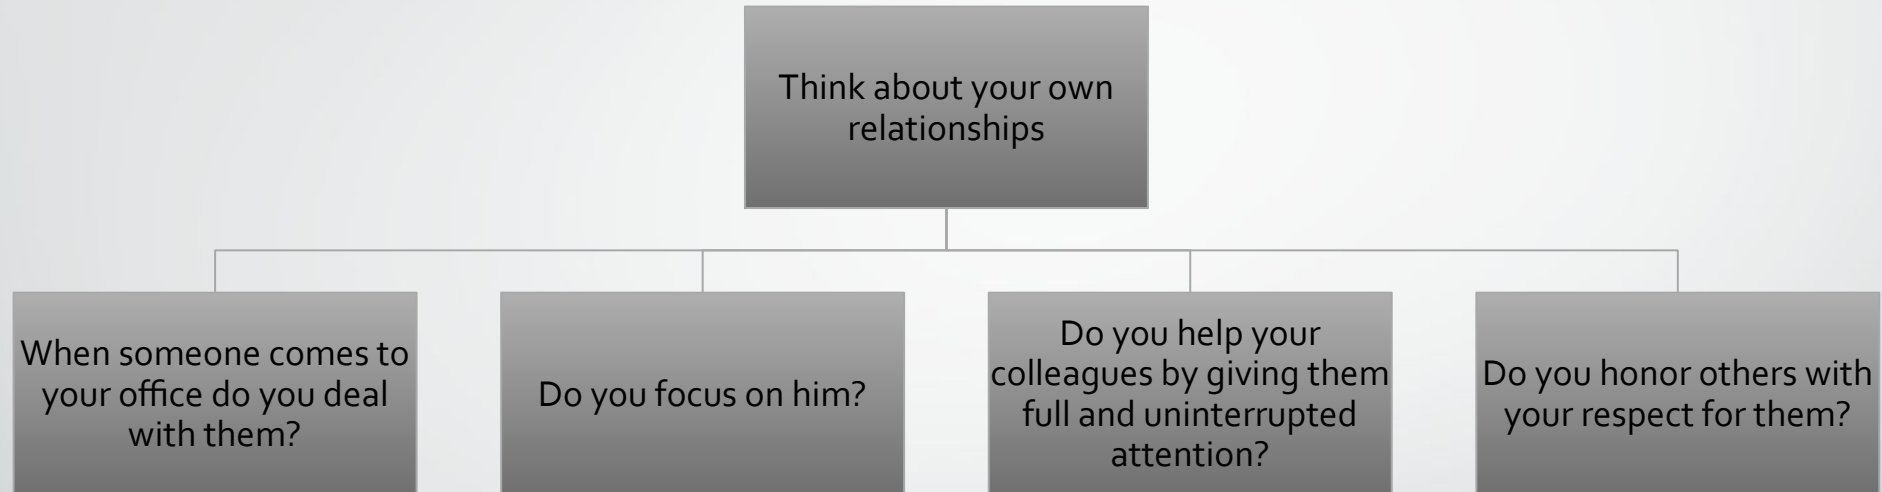 Think about your own
relationships
When someone comes to
your office do you deal
with them?
Do you focus on him?
Do you help your
colleagues by giving them
full and uninterrupted
attention?
Do you honor others with
your respect for them?